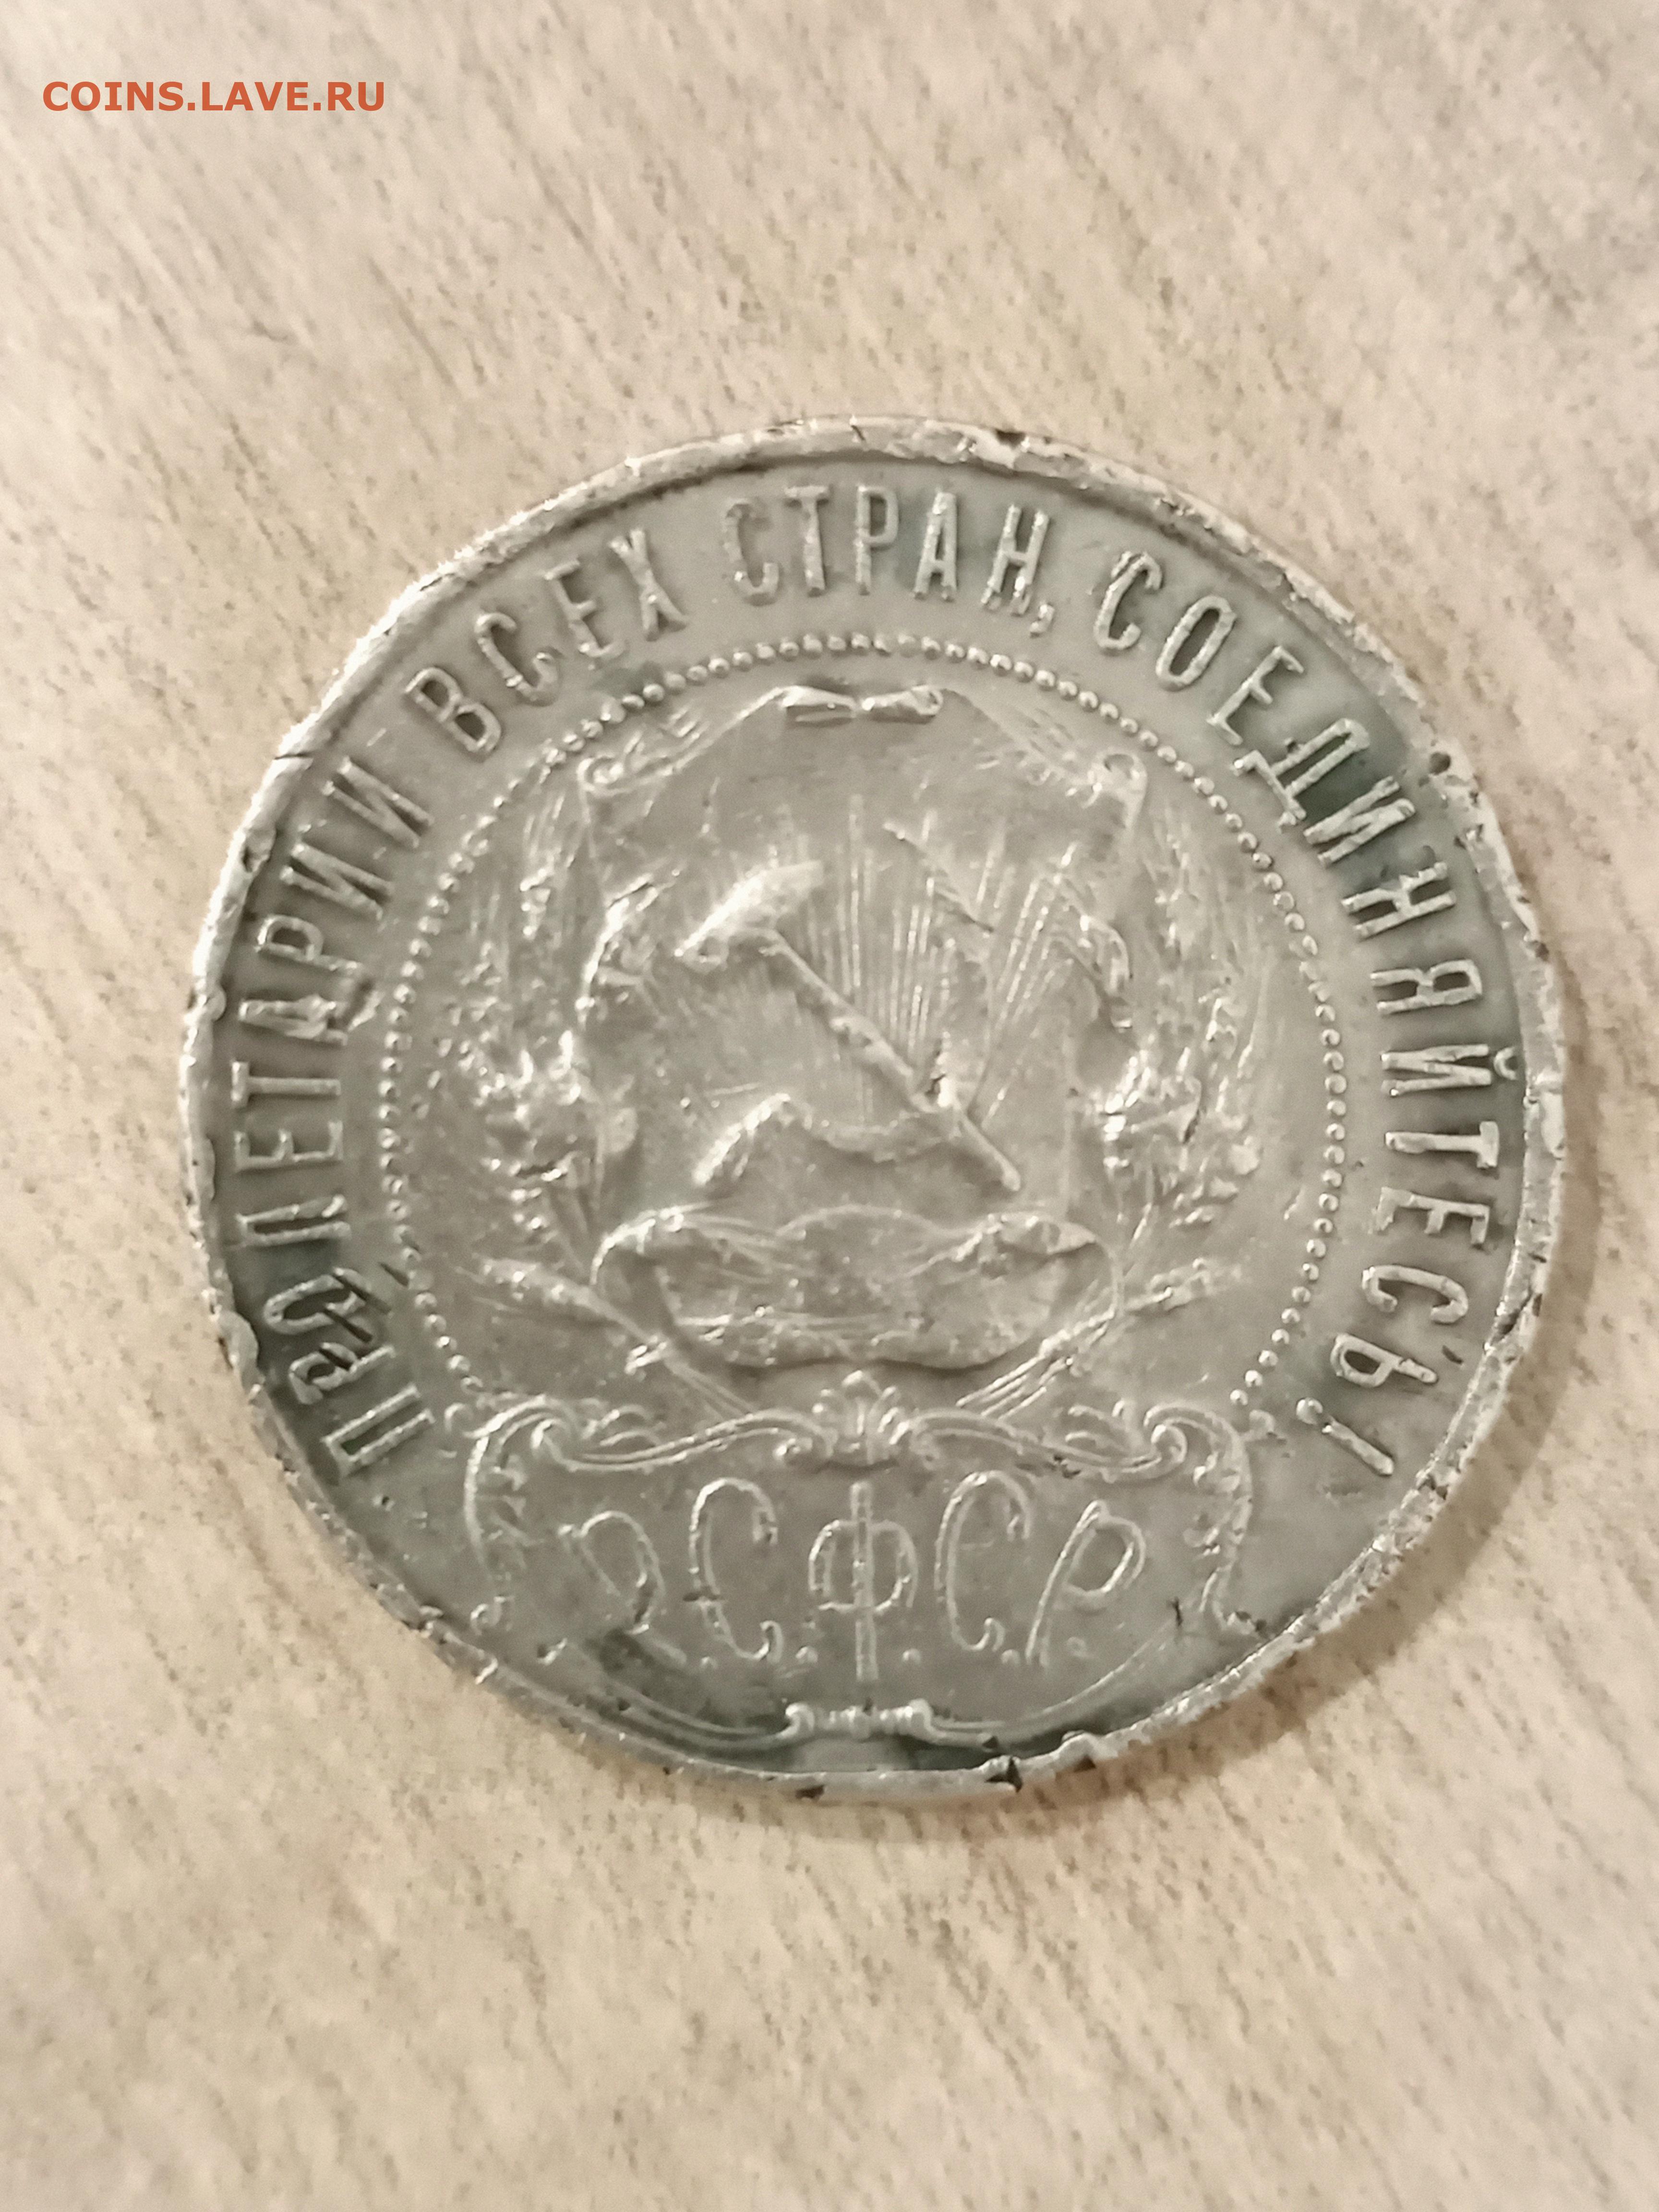 COINS.LAVE.RU
ПРОЛЕТАРИИ ВСЕХ СТРАН, СОЕДИНЯЙТЕСЬ!
Р.С.Ф.С.Р.